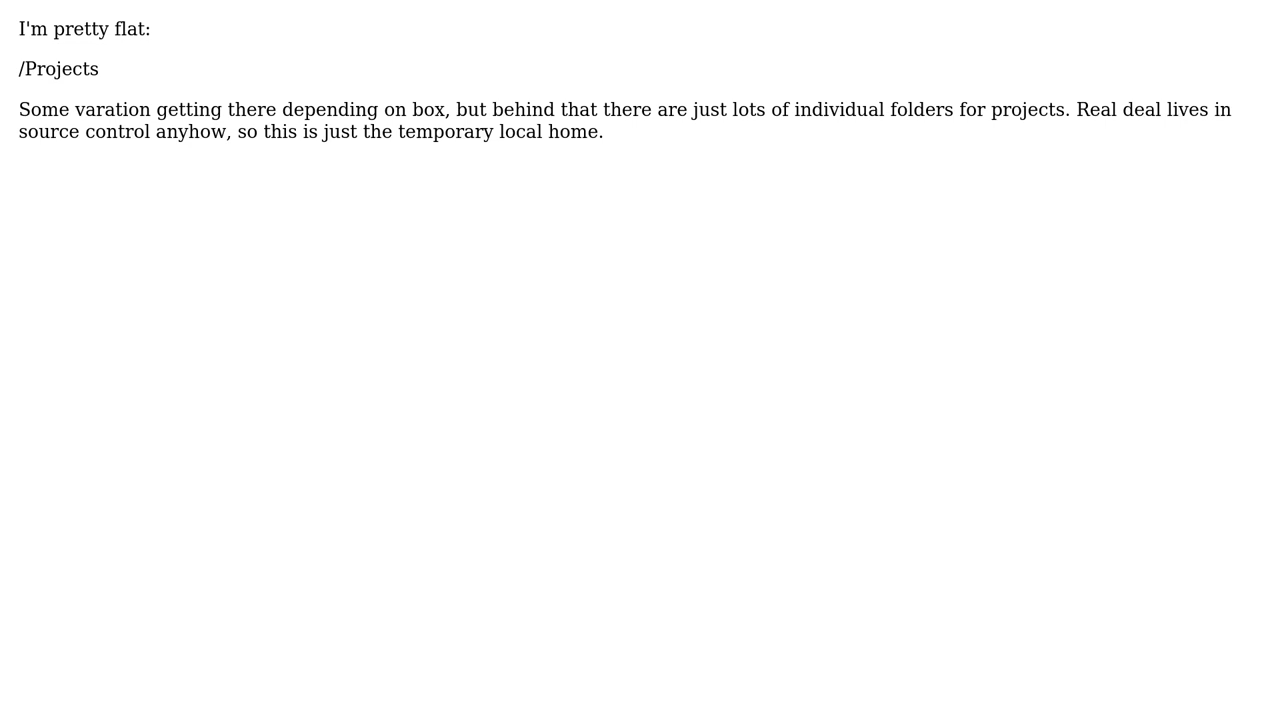 I'm pretty flat:
/Projects
Some varation getting there depending on box, but behind that there are just lots of individual folders for projects. Real deal lives in
source control anyhow, so this is just the temporary local home.